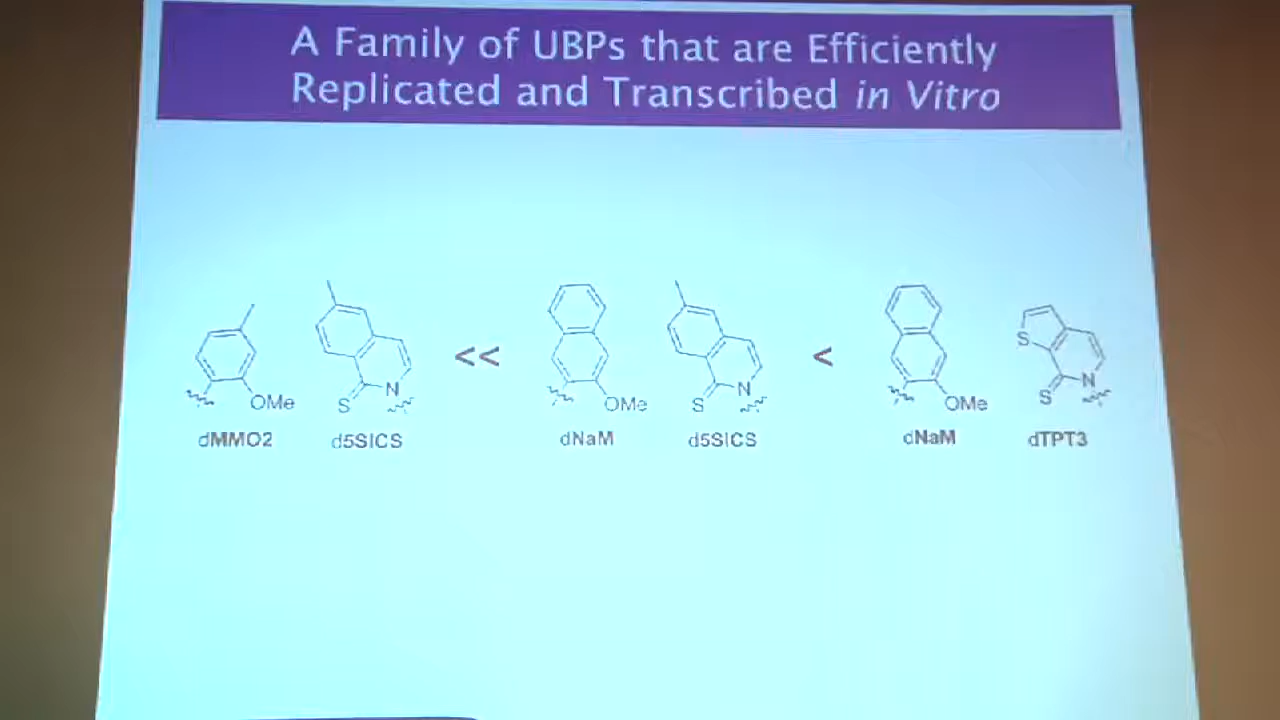 A Family of UBPs that are Efficiently
Replicated and Transcribed in Vitro
<<
<
S
N
OMe
S
N
OMe
S
N
OMe
S
S
N
dMMO2
d5SICS
dNaM
d5SICS
dNaM
dTPT3